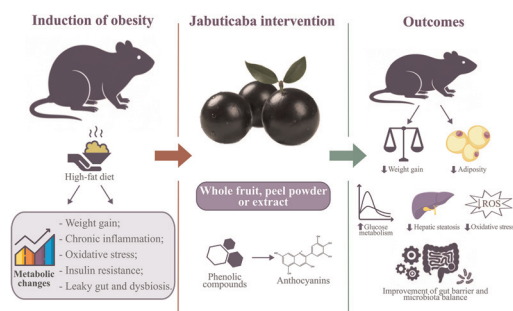 Induction of obesity
High-fat diet
Metabolic
changes
- Weight gain;
- Chronic inflammation;
- Oxidative stress;
- Insulin resistance;
- Leaky gut and dysbiosis.
Jabuticaba intervention
Whole fruit, peel powder
or extract
Phenolic
compounds
Anthocyanins
Outcomes
⬇Weight gain
⬇Adiposity
⬆Glucose
metabolism
⬇Hepatic steatosis
ROS
⬇Oxidative stress
Improvement of gut barrier and
microbiota balance